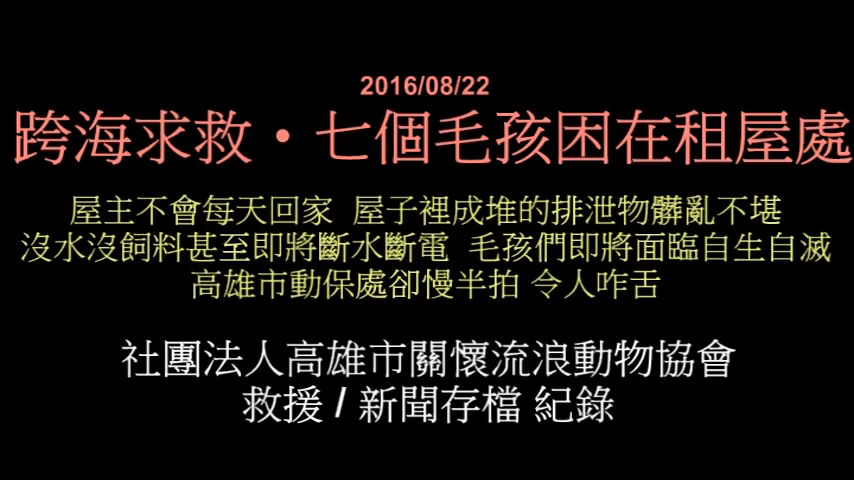 2016/08/22
跨海求救‧七個毛孩困在租屋處
屋主不會每天回家 屋子裡成堆的排泄物髒亂不堪
沒水沒飼料甚至即將斷水斷電 毛孩們即將面臨自生自滅
高雄市動保處卻慢半拍 令人咋舌
社團法人高雄市關懷流浪動物協會
救援 / 新聞存檔 紀錄